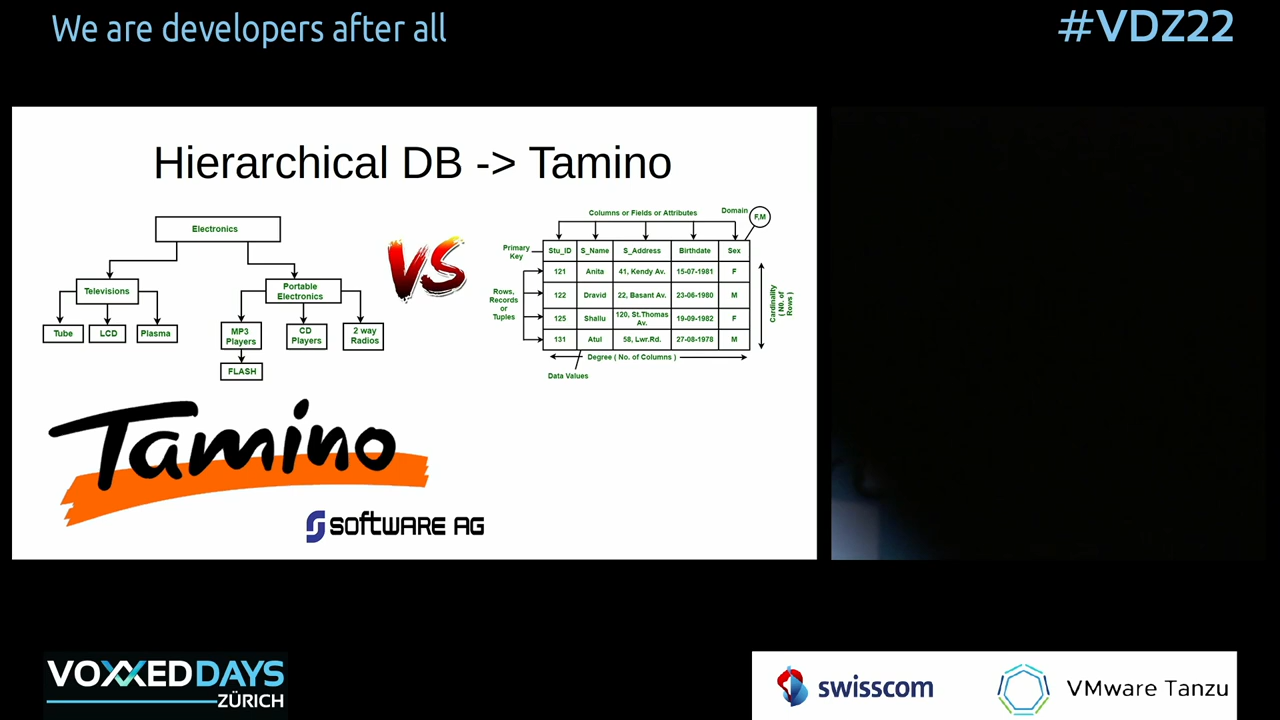 We are developers after all
#VDZ22
Hierarchical DB -> Tamino
Electronics
Televisions
Portable
Electronics
Tube
LCD
Plasma
MP3
Players
CD
Players
2 way
Radios
FLASH
VS
Columns or Fields or Attributes
Domain
F,M
Primary
Key
Stu_ID S_Name S_Address Birthdate Sex
121 Anita 41, Kendy Av. 15-07-1981 F
122 Dravid 22, Basant Av. 23-06-1980 M
125 Shallu 120, St.Thomas Av. 19-09-1982 F
131 Atul 58, Lwr.Rd. 27-08-1978 M
Rows,
Records
or
Tuples
Cardinality
( N0. of
Rows )
Degree ( No. of Columns )
Data Values
Tamino
software AG
VOXXED DAYS
ZÜRICH
swisscom
VMware Tanzu